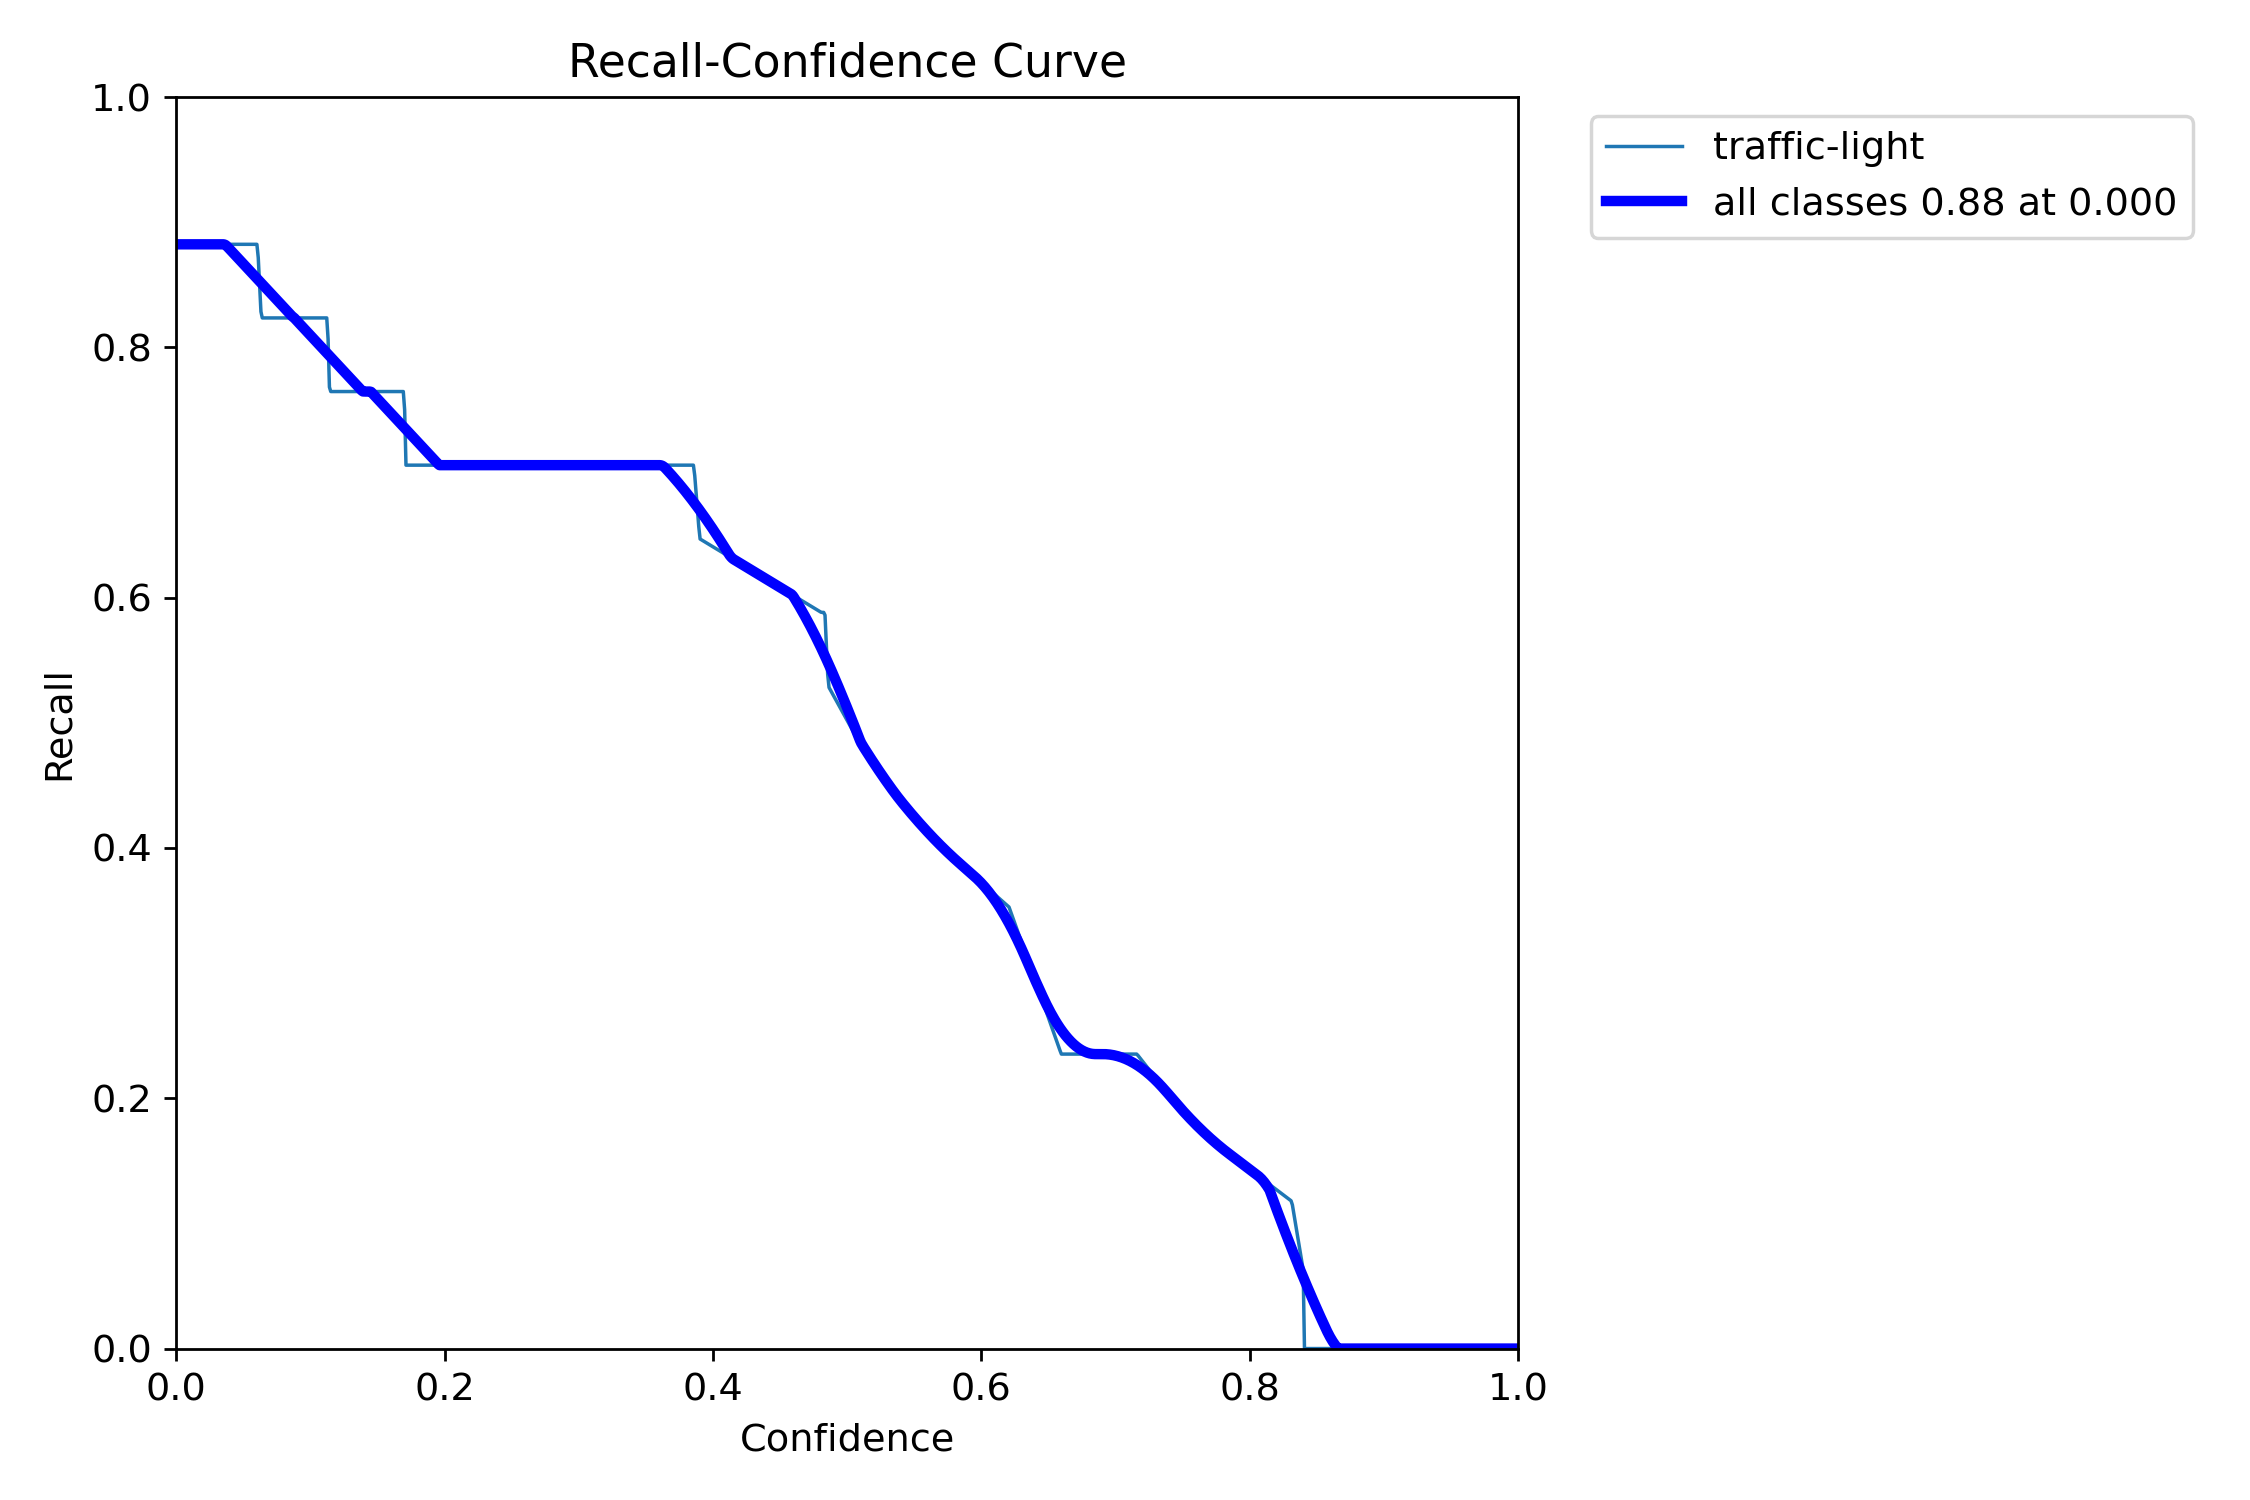 Recall-Confidence Curve
1.0
0.8
0.6
0.4
0.2
0.0
Recall
0.0 0.2 0.4 0.6 0.8 1.0
Confidence
traffic-light
all classes 0.88 at 0.000